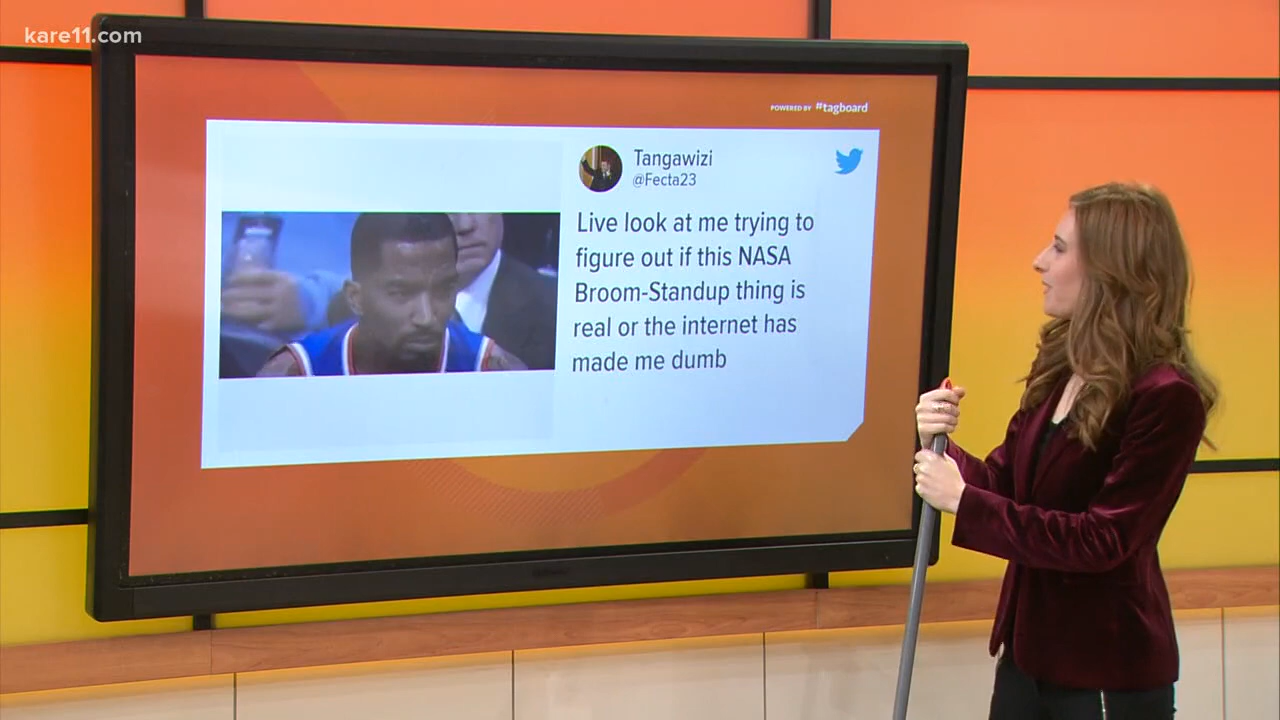 kare11.com
POWERED BY #tagboard
Tangawizi
@Fecta23
Live look at me trying to
figure out if this NASA
Broom-Standup thing is
real or the internet has
made me dumb